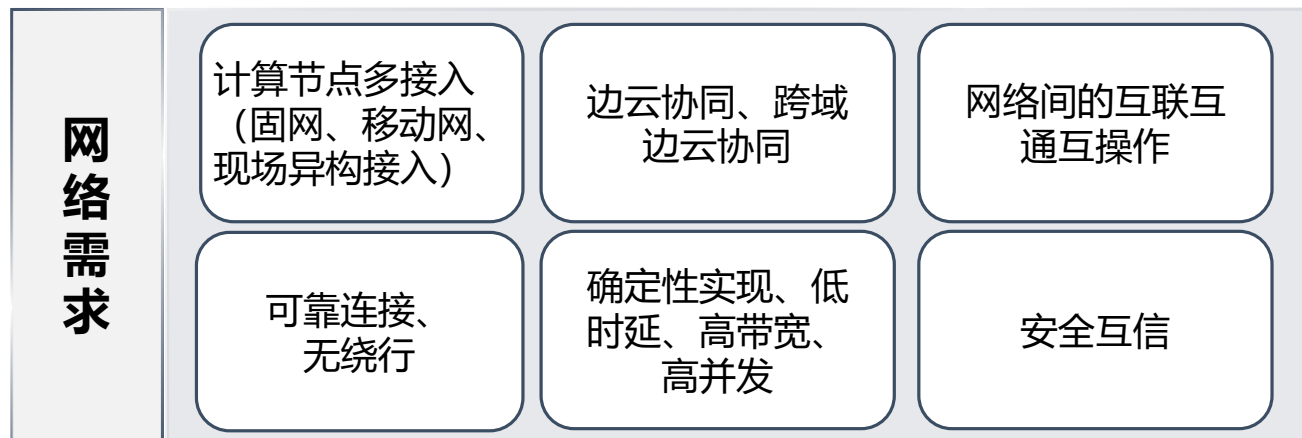 网络需求
计算节点多接入
（固网、移动网、
现场异构接入）
边云协同、跨域
边云协同
网络间的互联互
通互操作
可靠连接、
无绕行
确定性实现、低
时延、高带宽、
高并发
安全互信